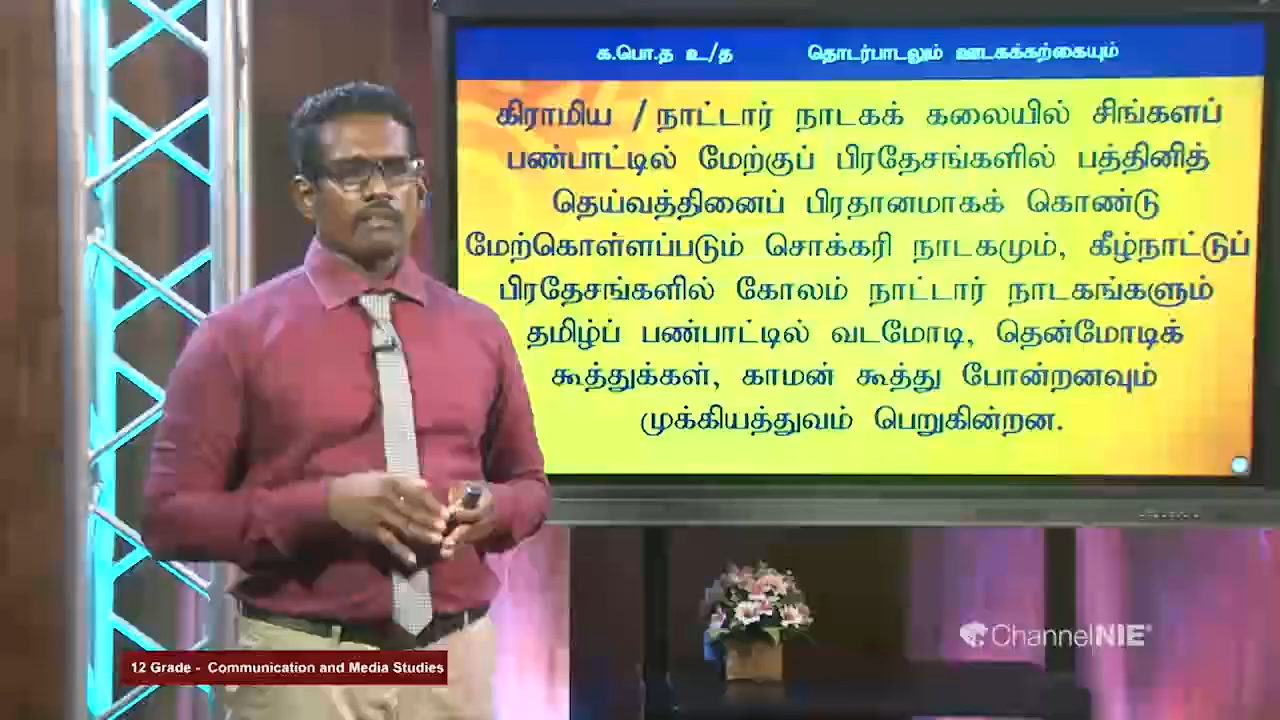 க.பொ.த உ/த தொடர்பாடலும் ஊடகக்கற்கையும்
கிராமிய / நாட்டார் நாடகக் கலையில் சிங்களப்
பண்பாட்டில் மேற்குப் பிரதேசங்களில் பத்தினித்
தெய்வத்தினைப் பிரதானமாகக் கொண்டு
மேற்கொள்ளப்படும் சொக்கரி நாடகமும், கீழ்நாட்டுப்
பிரதேசங்களில் கோலம் நாட்டார் நாடகங்களும்
தமிழ்ப் பண்பாட்டில் வடமோடி, தென்மோடிக்
கூத்துக்கள், காமன் கூத்து போன்றனவும்
முக்கியத்துவம் பெறுகின்றன.
ChannelNIE
12 Grade - Communication and Media Studies